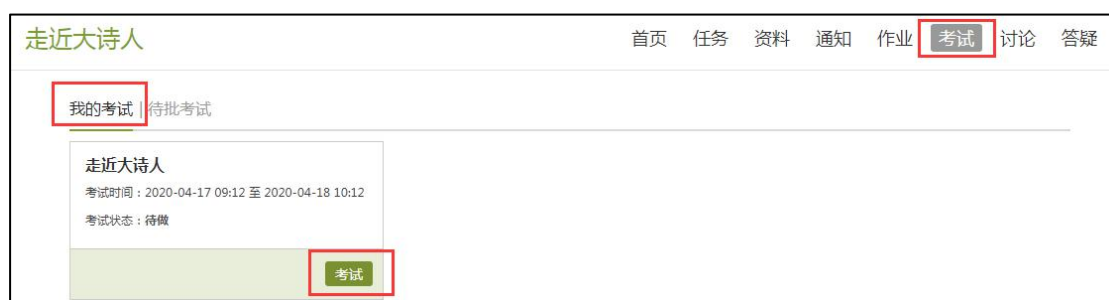 走近大诗人 首页 任务 资料 通知 作业 考试 讨论 答疑
我的考试 | 待批考试
走近大诗人
考试时间：2020-04-17 09:12 至 2020-04-18 10:12
考试状态：待做
考试